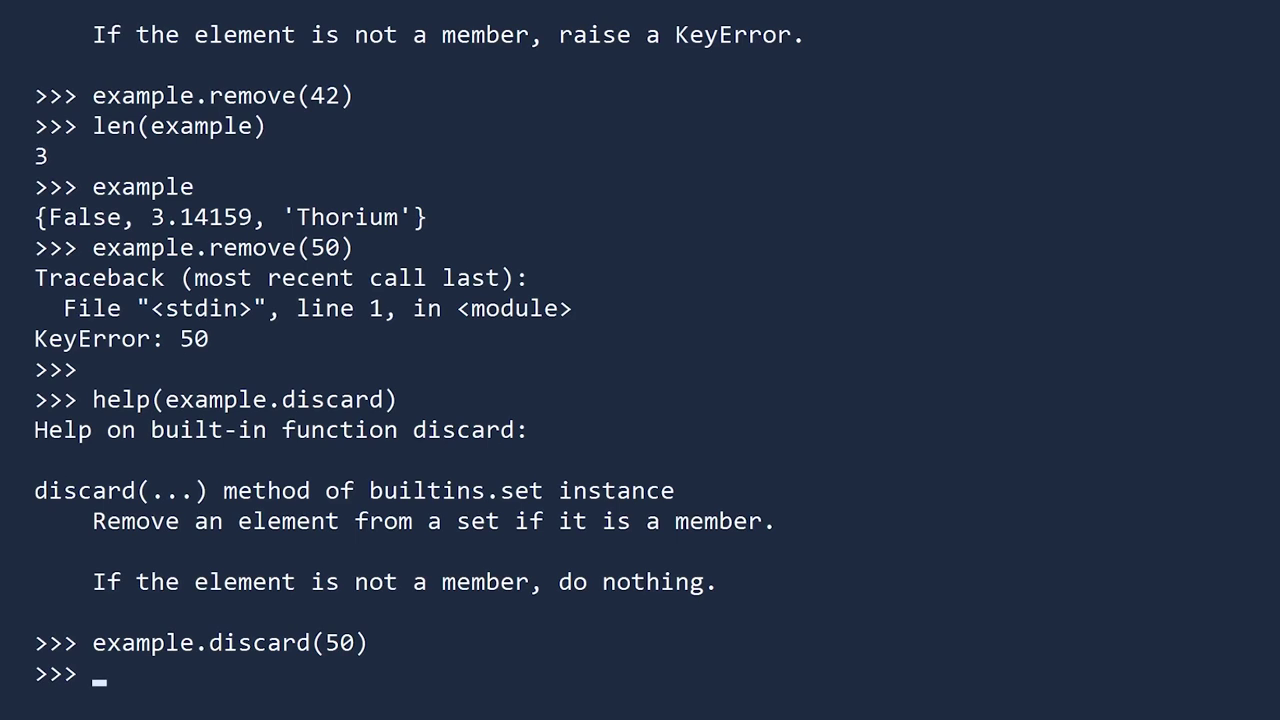 If the element is not a member, raise a KeyError.
>>> example.remove(42)
>>> len(example)
3
>>> example
{False, 3.14159, 'Thorium'}
>>> example.remove(50)
Traceback (most recent call last):
  File "<stdin>", line 1, in <module>
KeyError: 50
>>>
>>> help(example.discard)
Help on built-in function discard:
discard(...) method of builtins.set instance
    Remove an element from a set if it is a member.
    If the element is not a member, do nothing.
>>> example.discard(50)
>>> _